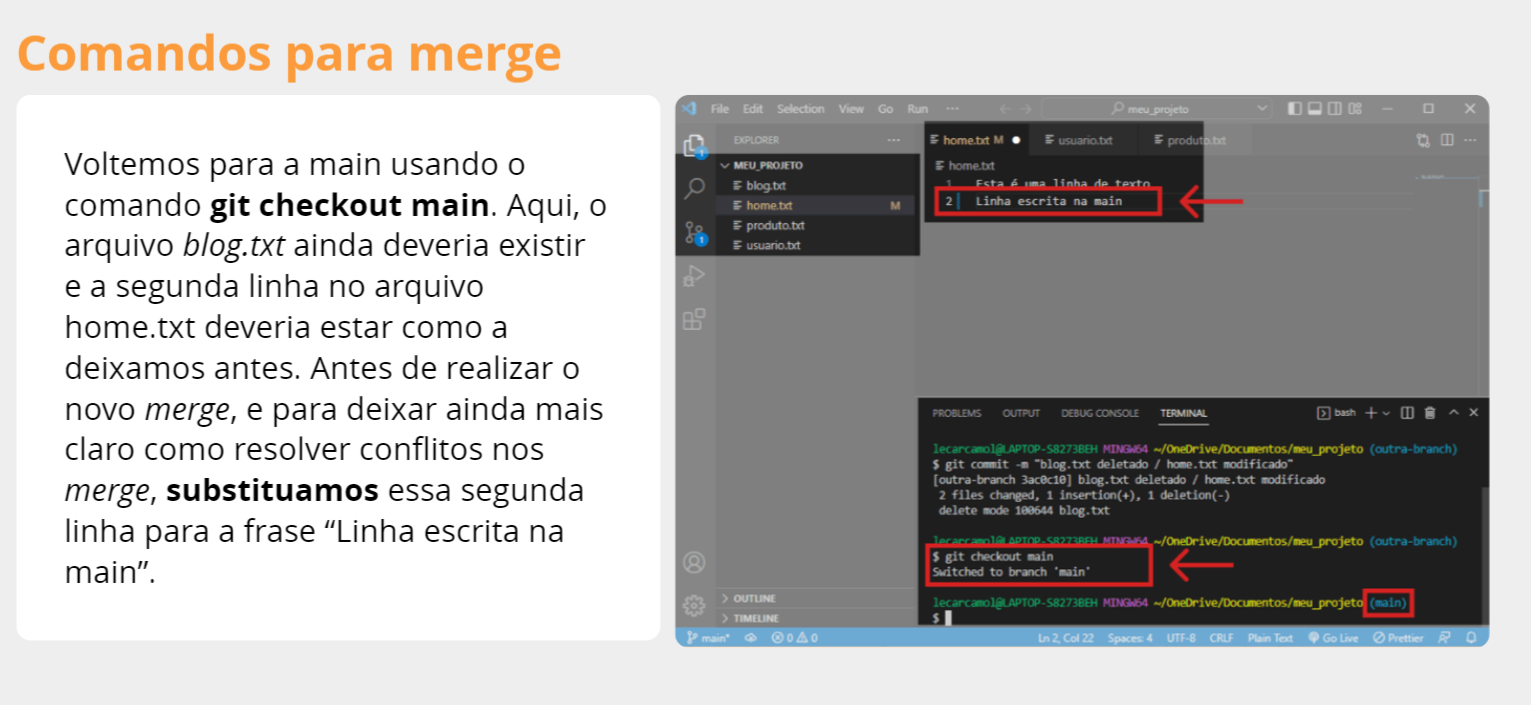 Comandos para merge
Voltemos para a main usando o
comando git checkout main. Aqui, o
arquivo blog.txt ainda deveria existir
e a segunda linha no arquivo
home.txt deveria estar como a
deixamos antes. Antes de realizar o
novo merge, e para deixar ainda mais
claro como resolver conflitos nos
merge, substituamos essa segunda
linha para a frase “Linha escrita na
main”.
File Edit Selection View Go Run ··· meu_projeto
EXPLORER ···
MEU_PROJETO
blog.txt
home.txt M
produto.txt
usuario.txt
OUTLINE
TIMELINE
home.txt M ● usuario.txt produto.txt
home.txt
1 Esta é uma linha de texto
2 Linha escrita na main
PROBLEMS OUTPUT DEBUG CONSOLE TERMINAL bash
lecarcamol@LAPTOP-S8273BEH MINGW64 ~/OneDrive/Documentos/meu_projeto (outra-branch)
$ git commit -m "blog.txt deletado / home.txt modificado"
[outra-branch 3ac0c10] blog.txt deletado / home.txt modificado
2 files changed, 1 insertion(+), 1 deletion(-)
delete mode 100644 blog.txt
lecarcamol@LAPTOP-S8273BEH MINGW64 ~/OneDrive/Documentos/meu_projeto (outra-branch)
$ git checkout main
Switched to branch 'main'
lecarcamol@LAPTOP-S8273BEH MINGW64 ~/OneDrive/Documentos/meu_projeto (main)
$
main* 0 0 Ln 2, Col 22 Spaces: 4 UTF-8 CRLF Plain Text Go Live Prettier